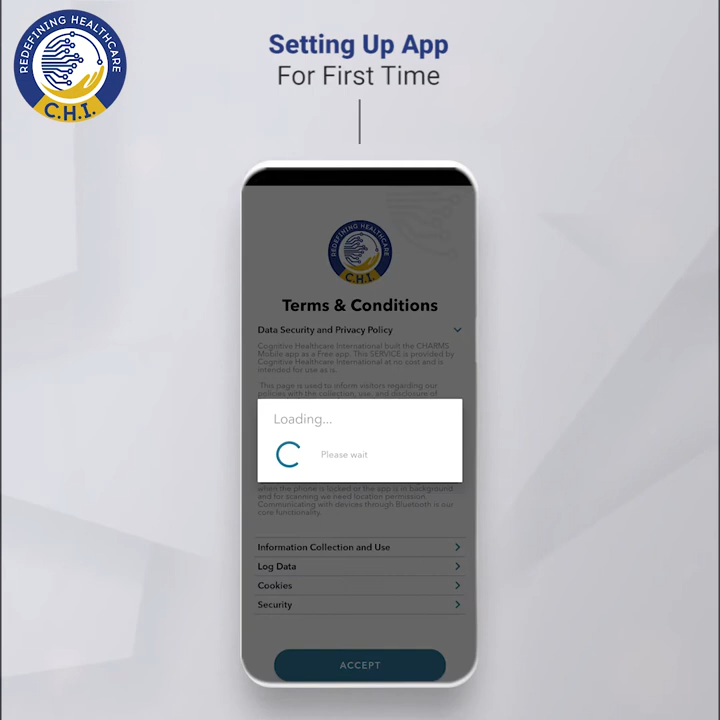 REDEFINING HEALTHCARE
C.H.I.
Setting Up App
For First Time
REDEFINING HEALTHCARE
C.H.I.
Terms & Conditions
Data Security and Privacy Policy
Cognitive Healthcare International built the CHARMS
Mobile app as a Free app. This SERVICE is provided by
Cognitive Healthcare International at no cost and is
intended for use as is.
This page is used to inform visitors regarding our
policies with the collection, use, and disclosure of
Loading...
Please wait
when the phone is locked or the app is in background
and for scanning we need location permission.
Communicating with devices through Bluetooth is our
core functionality.
Information Collection and Use
Log Data
Cookies
Security
ACCEPT